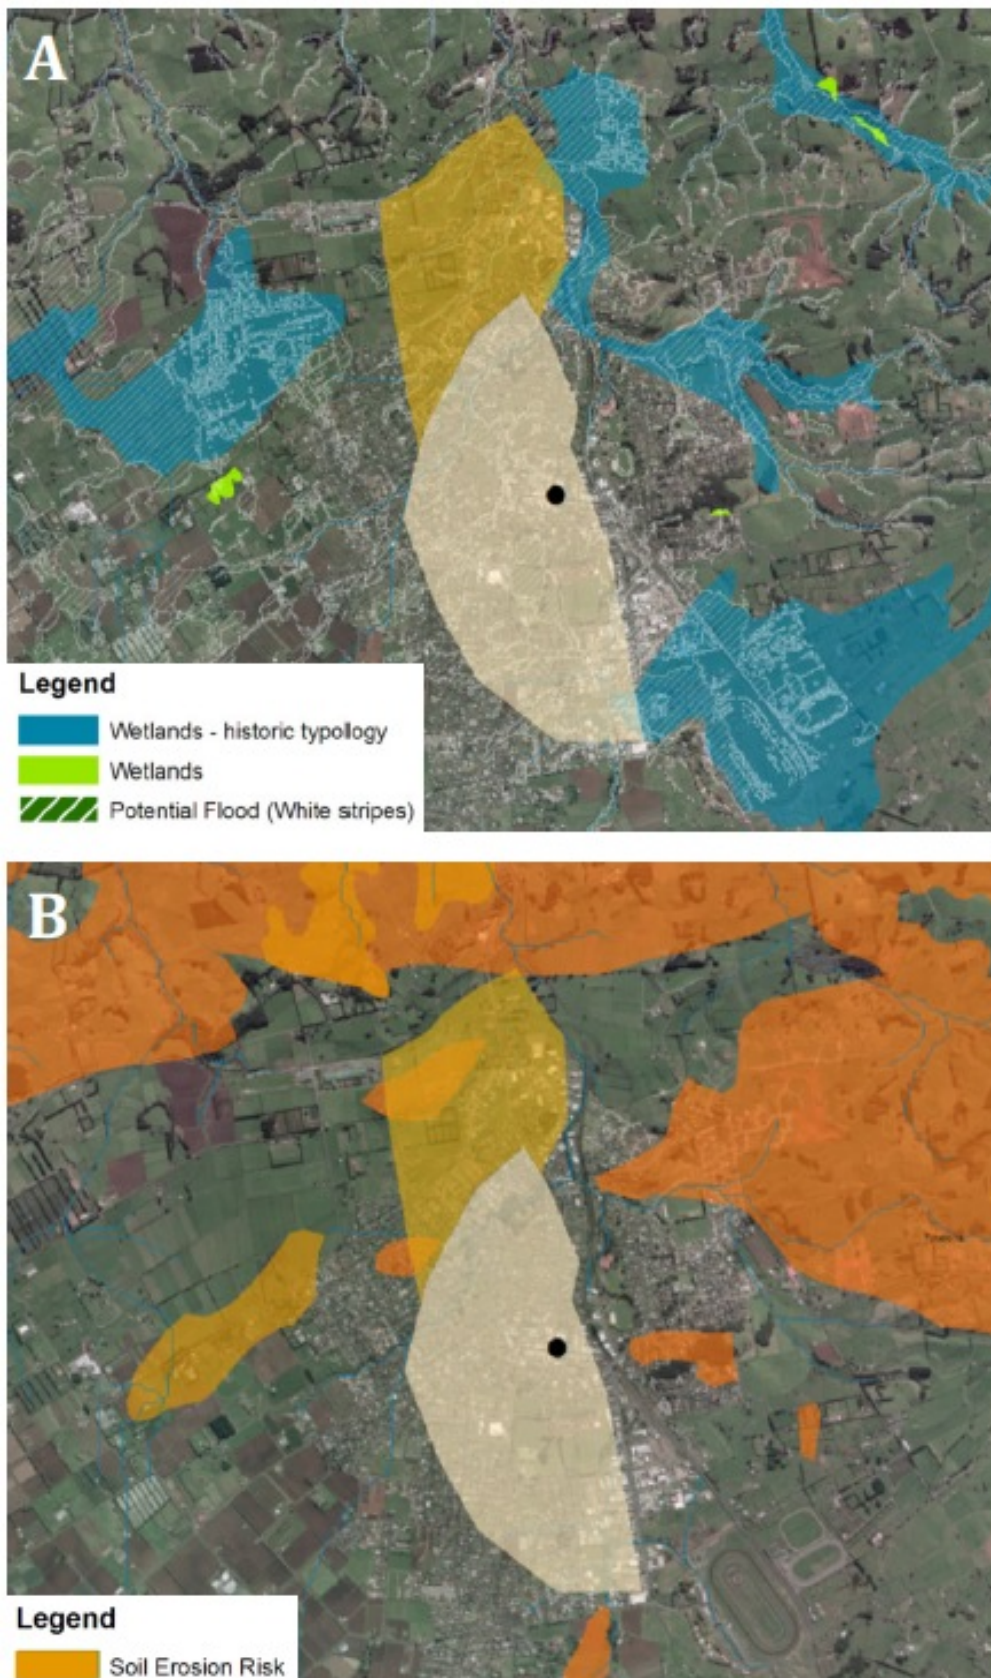 A
Legend
Wetlands - historic typollogy
Wetlands
Potential Flood (White stripes)
B
Legend
Soil Erosion Risk